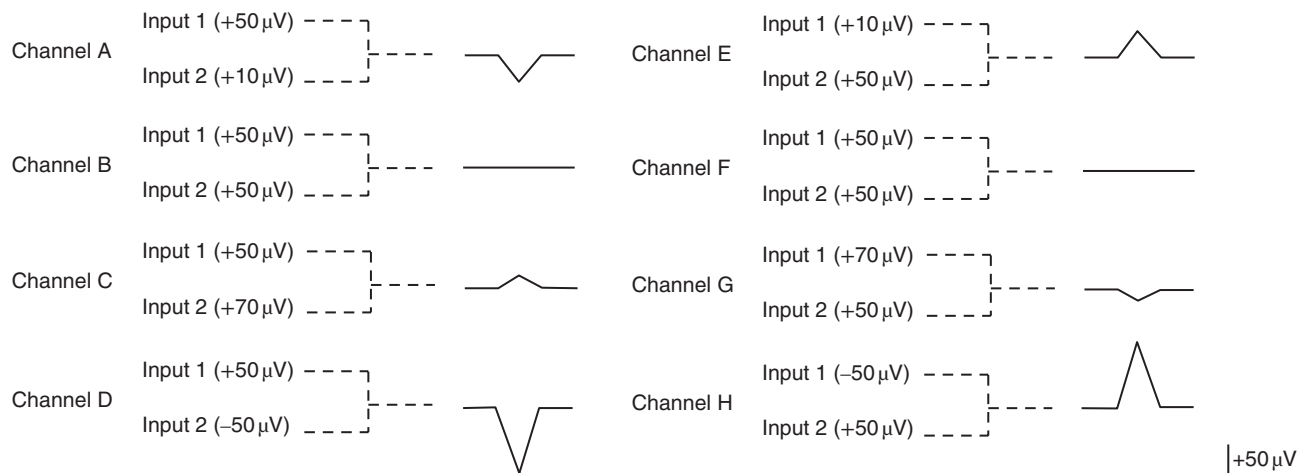 Channel A
Input 1 (+50 μV)
Input 2 (+10 μV)
Channel B
Input 1 (+50 μV)
Input 2 (+50 μV)
Channel C
Input 1 (+50 μV)
Input 2 (+70 μV)
Channel D
Input 1 (+50 μV)
Input 2 (–50 μV)
Channel E
Input 1 (+10 μV)
Input 2 (+50 μV)
Channel F
Input 1 (+50 μV)
Input 2 (+50 μV)
Channel G
Input 1 (+70 μV)
Input 2 (+50 μV)
Channel H
Input 1 (–50 μV)
Input 2 (+50 μV)
+50 μV